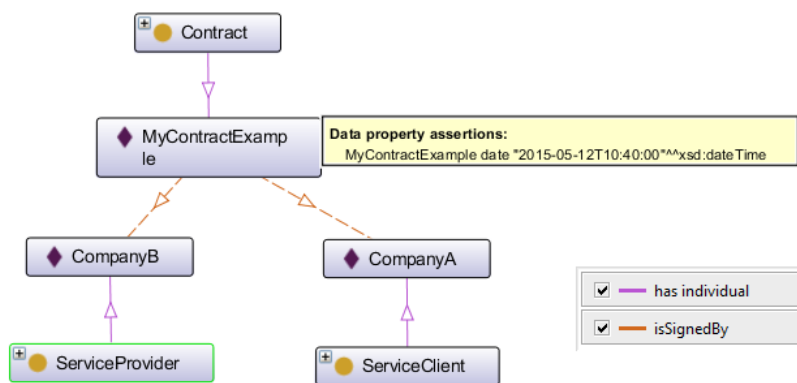 Contract
MyContractExamp
le
Data property assertions:
MyContractExample date "2015-05-12T10:40:00"^^xsd:dateTime
CompanyB
CompanyA
has individual
isSignedBy
ServiceProvider
ServiceClient